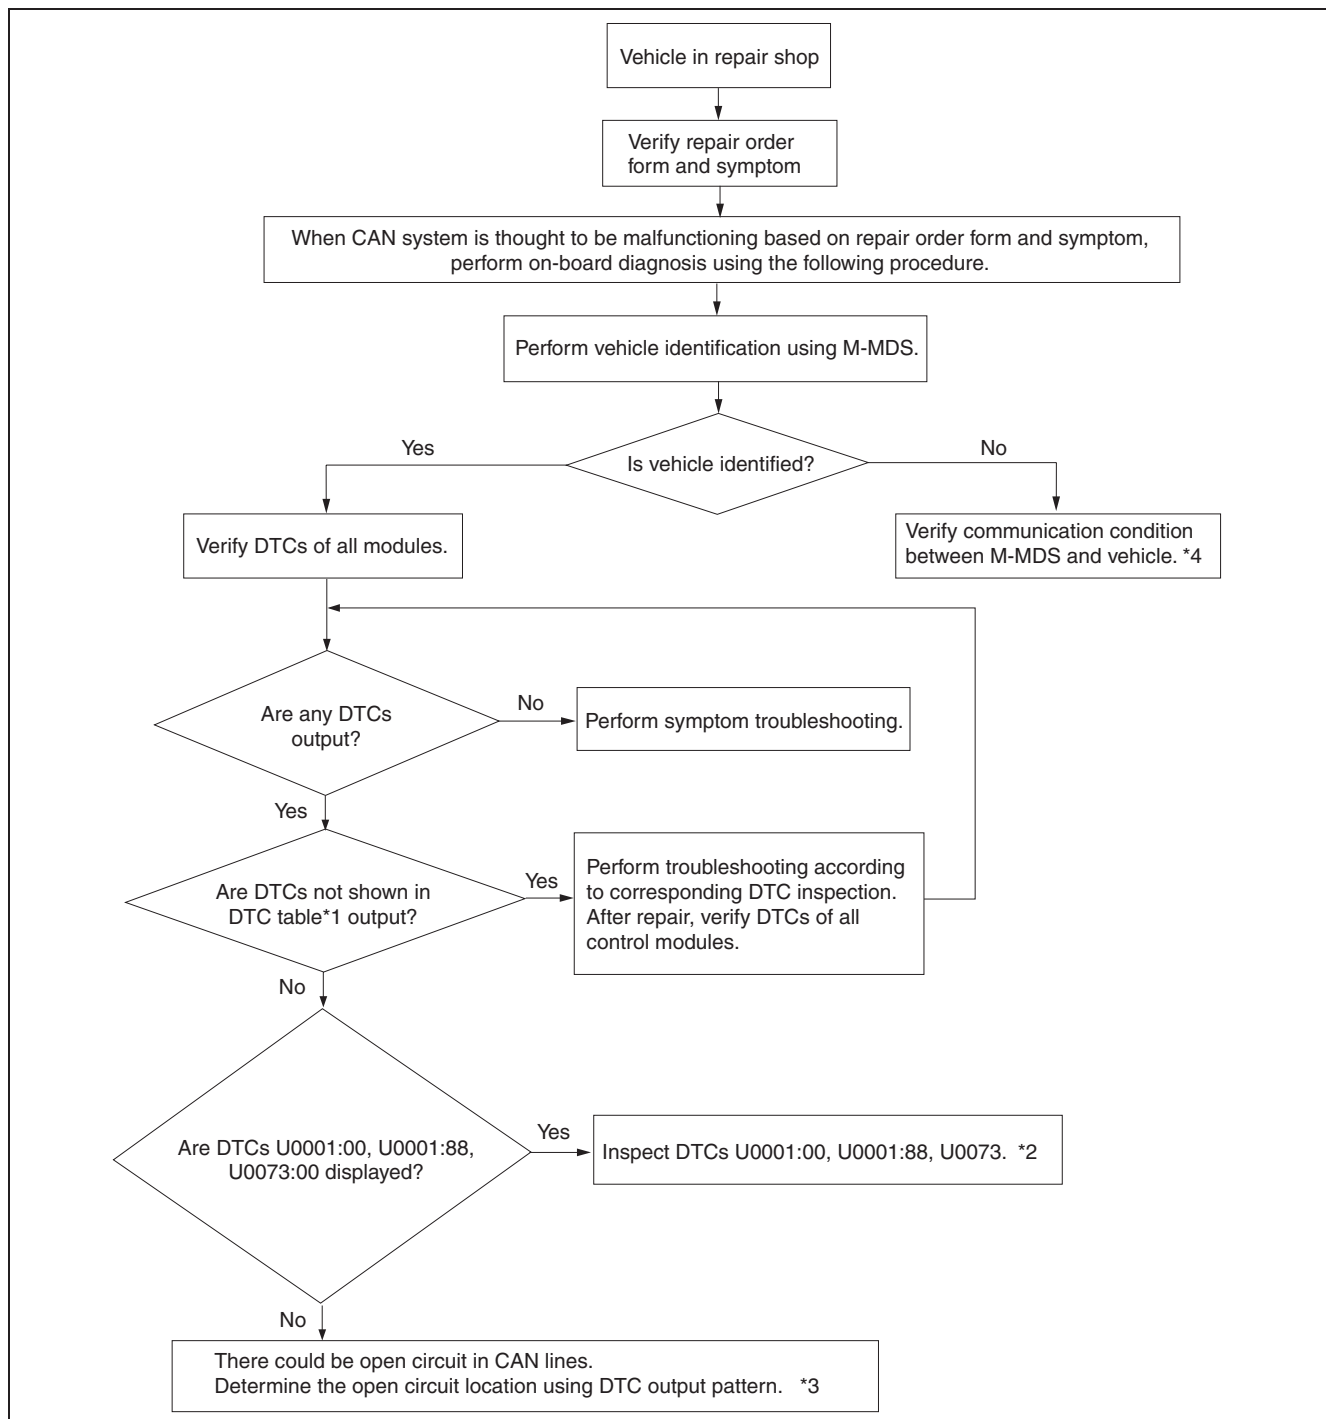 Vehicle in repair shop
Verify repair order
form and symptom
When CAN system is thought to be malfunctioning based on repair order form and symptom,
perform on-board diagnosis using the following procedure.
Perform vehicle identification using M-MDS.
Is vehicle identified?
Yes
No
Verify DTCs of all modules.
Verify communication condition
between M-MDS and vehicle. *4
Are any DTCs
output?
No
Perform symptom troubleshooting.
Yes
Are DTCs not shown in
DTC table*1 output?
Yes
Perform troubleshooting according
to corresponding DTC inspection.
After repair, verify DTCs of all
control modules.
No
Are DTCs U0001:00, U0001:88,
U0073:00 displayed?
Yes
Inspect DTCs U0001:00, U0001:88, U0073. *2
No
There could be open circuit in CAN lines.
Determine the open circuit location using DTC output pattern. *3